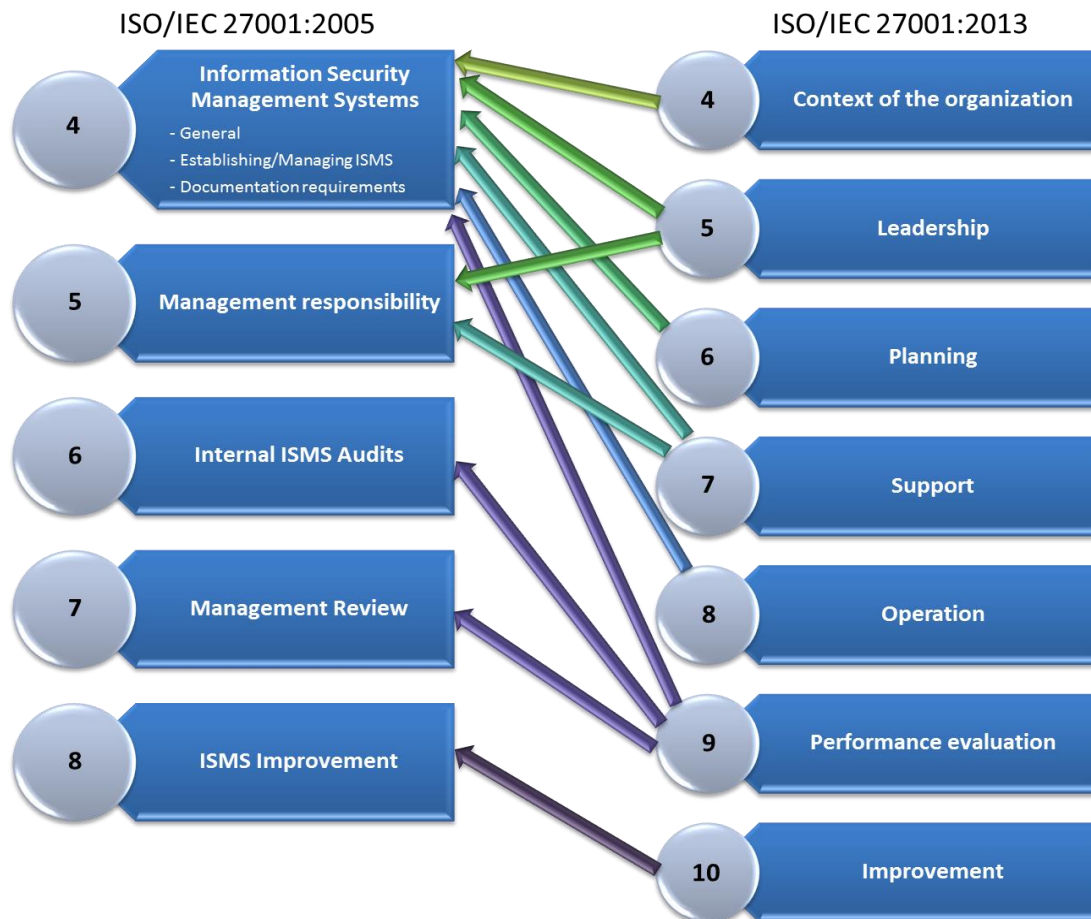 ISO/IEC 27001:2005
4
Information Security
Management Systems
- General
- Establishing/Managing ISMS
- Documentation requirements
5
Management responsibility
6
Internal ISMS Audits
7
Management Review
8
ISMS Improvement
ISO/IEC 27001:2013
4
Context of the organization
5
Leadership
6
Planning
7
Support
8
Operation
9
Performance evaluation
10
Improvement